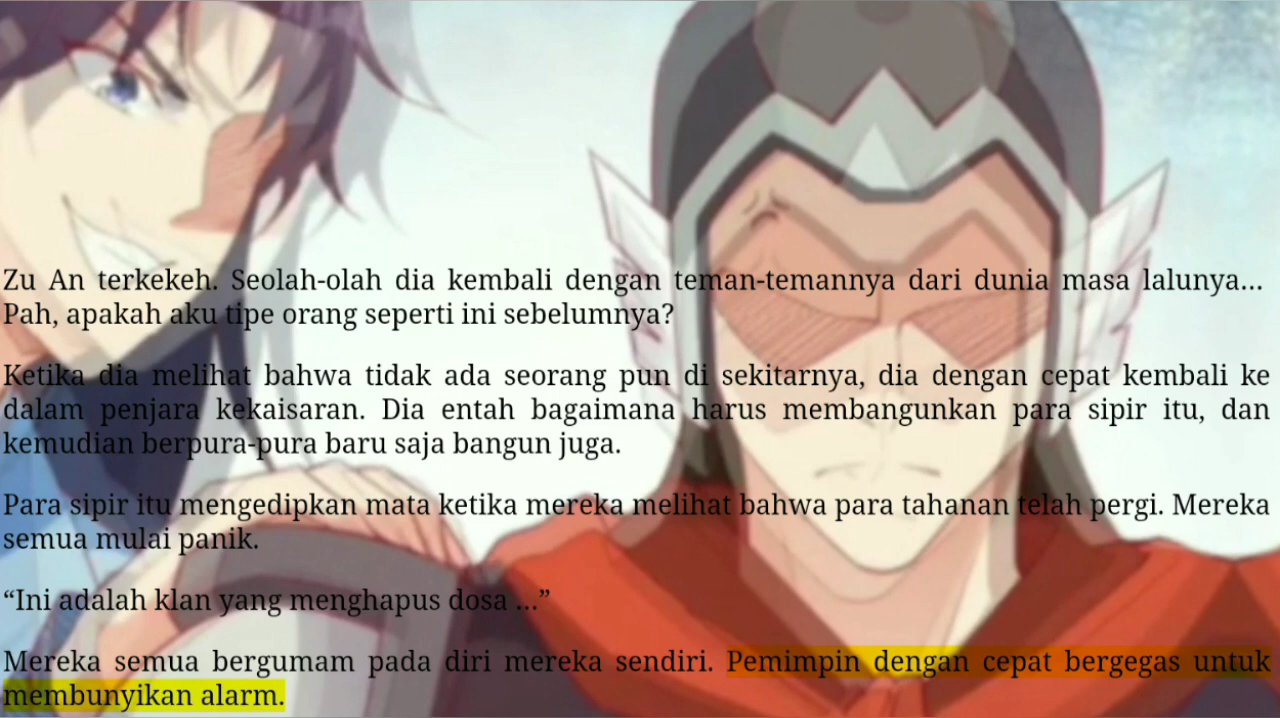 Zu An terkekeh. Seolah-olah dia kembali dengan teman-temannya dari dunia masa lalunya...
Pah, apakah aku tipe orang seperti ini sebelumnya?
Ketika dia melihat bahwa tidak ada seorang pun di sekitarnya, dia dengan cepat kembali ke
dalam penjara kekaisaran. Dia entah bagaimana harus membangunkan para sipir itu, dan
kemudian berpura-pura baru saja bangun juga.
Para sipir itu mengedipkan mata ketika mereka melihat bahwa para tahanan telah pergi. Mereka
semua mulai panik.
“Ini adalah klan yang menghapus dosa ...”
Mereka semua bergumam pada diri mereka sendiri. Pemimpin dengan cepat bergegas untuk
membunyikan alarm.